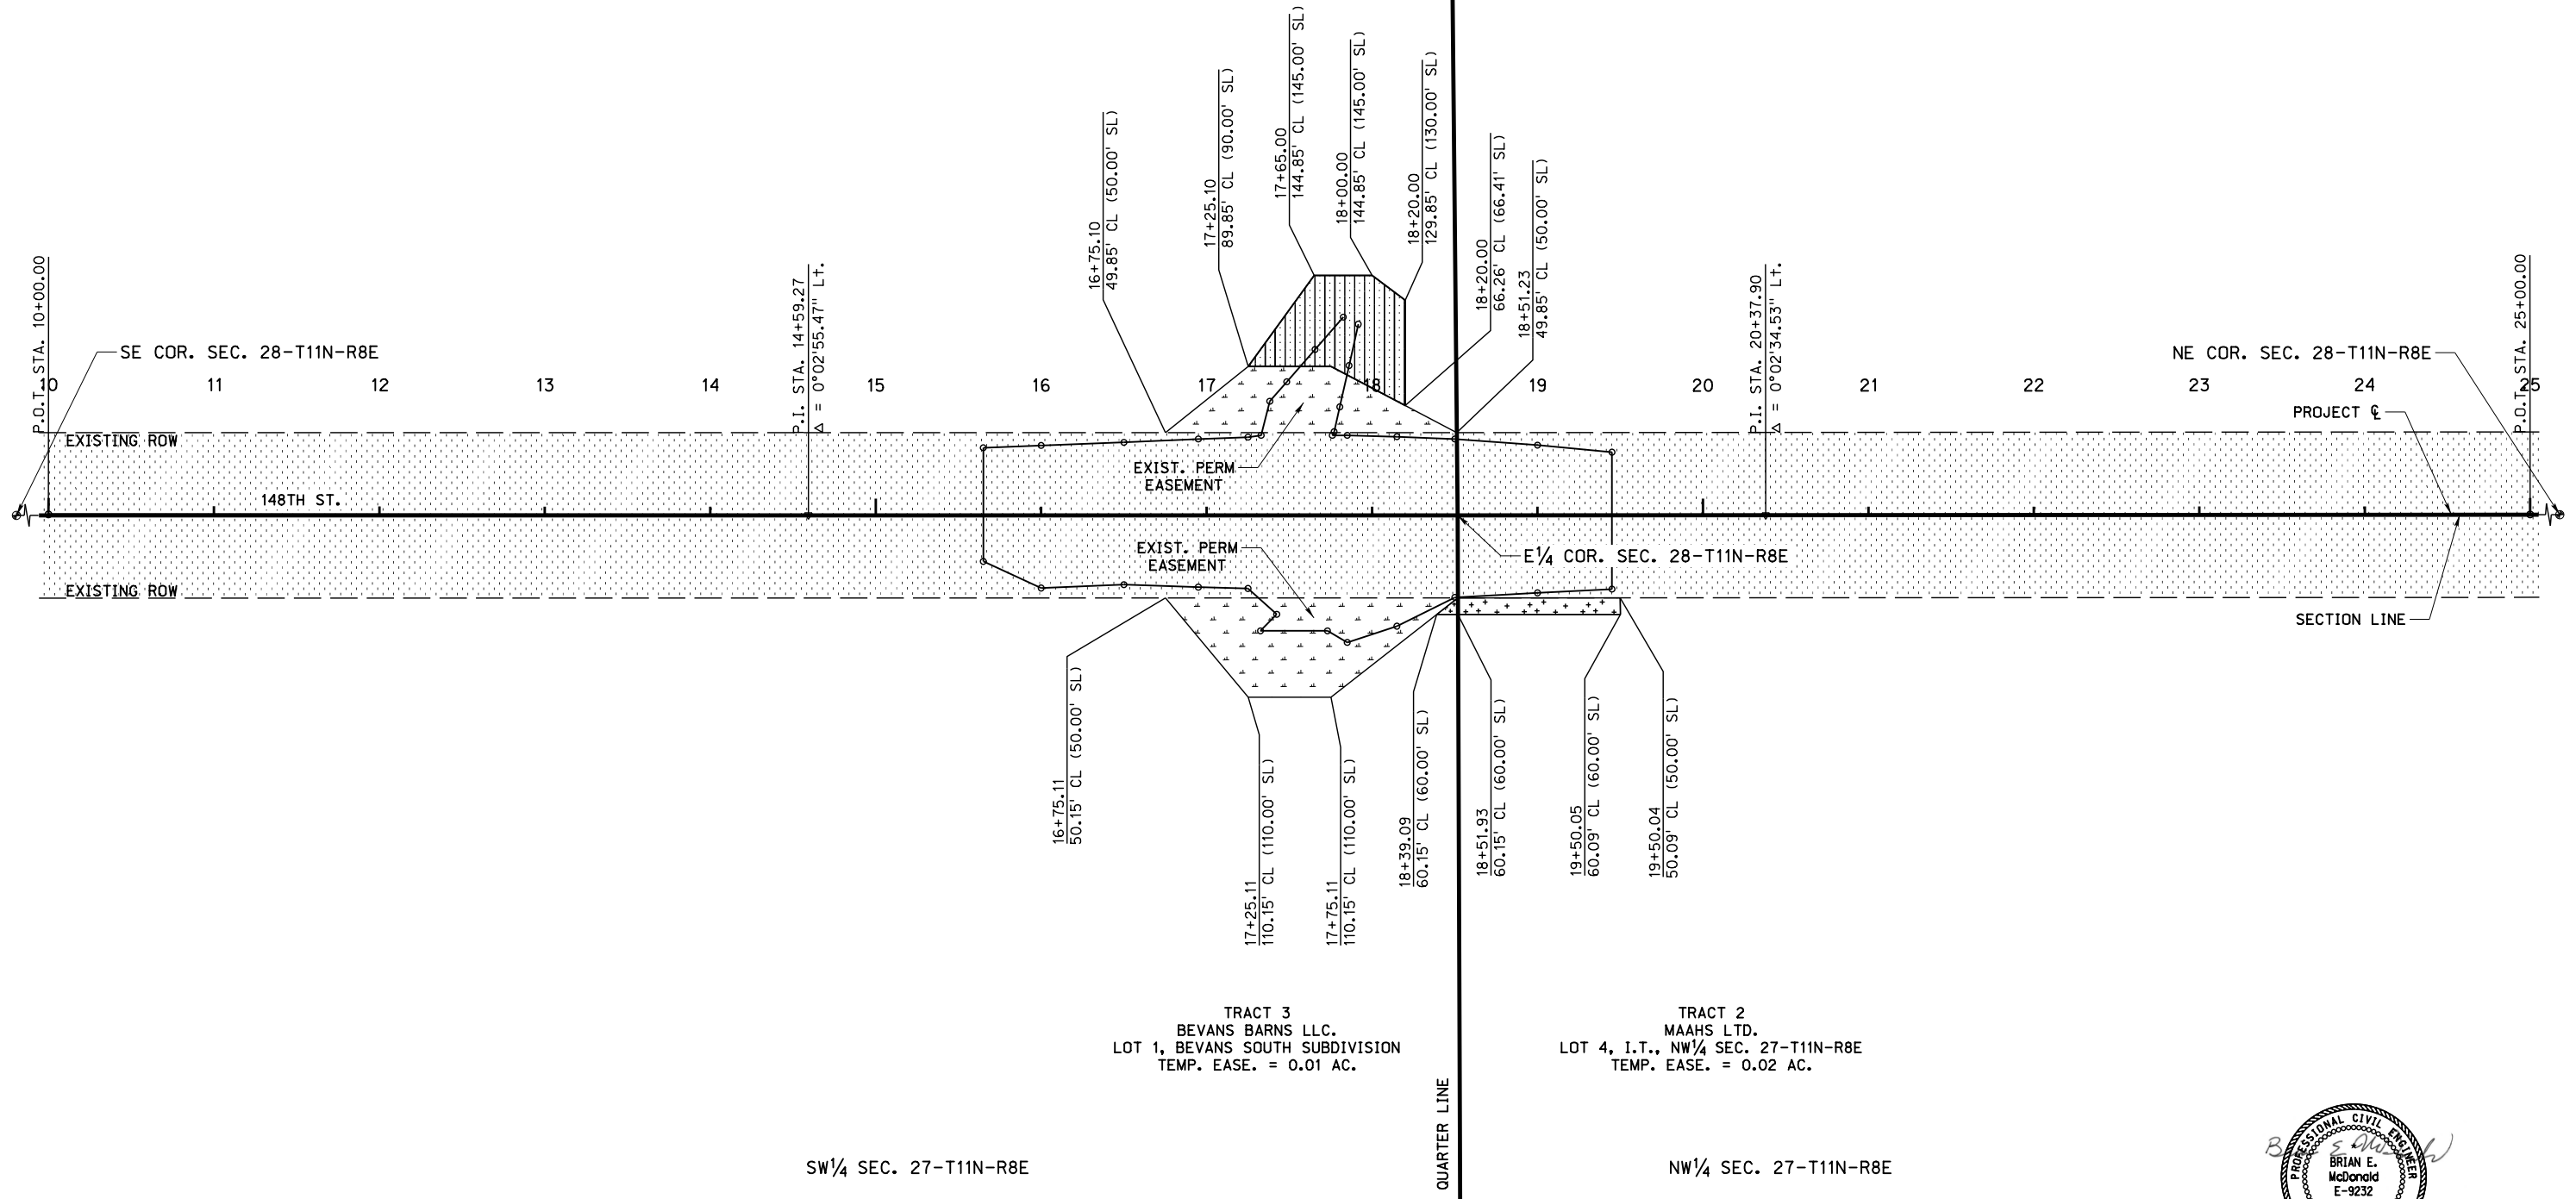 16+75.10
49.85' CL (50.00' SL)
17+25.10
89.85' CL (90.00' SL)
17+65.00
144.85' CL (145.00' SL)
18+00.00
144.85' CL (145.00' SL)
18+20.00
129.85' CL (130.00' SL)
18+20.00
66.26' CL (66.41' SL)
18+51.23
49.85' CL (50.00' SL)
P.O.T. STA. 10+00.00
P.I. STA. 14+59.27
Δ = 0°02'55.47" Lt.
P.I. STA. 20+37.90
Δ = 0°02'34.53" Lt.
P.O.T. STA. 25+00.00
SE COR. SEC. 28-T11N-R8E
NE COR. SEC. 28-T11N-R8E
10 11 12 13 14 15 16 17 18 19 20 21 22 23 24 25
PROJECT ℄
EXISTING ROW
EXIST. PERM
EASEMENT
148TH ST.
EXIST. PERM
EASEMENT
E¼ COR. SEC. 28-T11N-R8E
EXISTING ROW
SECTION LINE
16+75.11
50.15' CL (50.00' SL)
17+25.11
110.15' CL (110.00' SL)
17+75.11
110.15' CL (110.00' SL)
18+39.09
60.15' CL (60.00' SL)
18+51.93
60.15' CL (60.00' SL)
19+50.05
60.09' CL (60.00' SL)
19+50.04
50.09' CL (50.00' SL)
TRACT 3
BEVANS BARNS LLC.
LOT 1, BEVANS SOUTH SUBDIVISION
TEMP. EASE. = 0.01 AC.
TRACT 2
MAAHS LTD.
LOT 4, I.T., NW¼ SEC. 27-T11N-R8E
TEMP. EASE. = 0.02 AC.
QUARTER LINE
SW¼ SEC. 27-T11N-R8E
NW¼ SEC. 27-T11N-R8E
PROFESSIONAL CIVIL ENGINEER
BRIAN E.
McDonald
E-9232